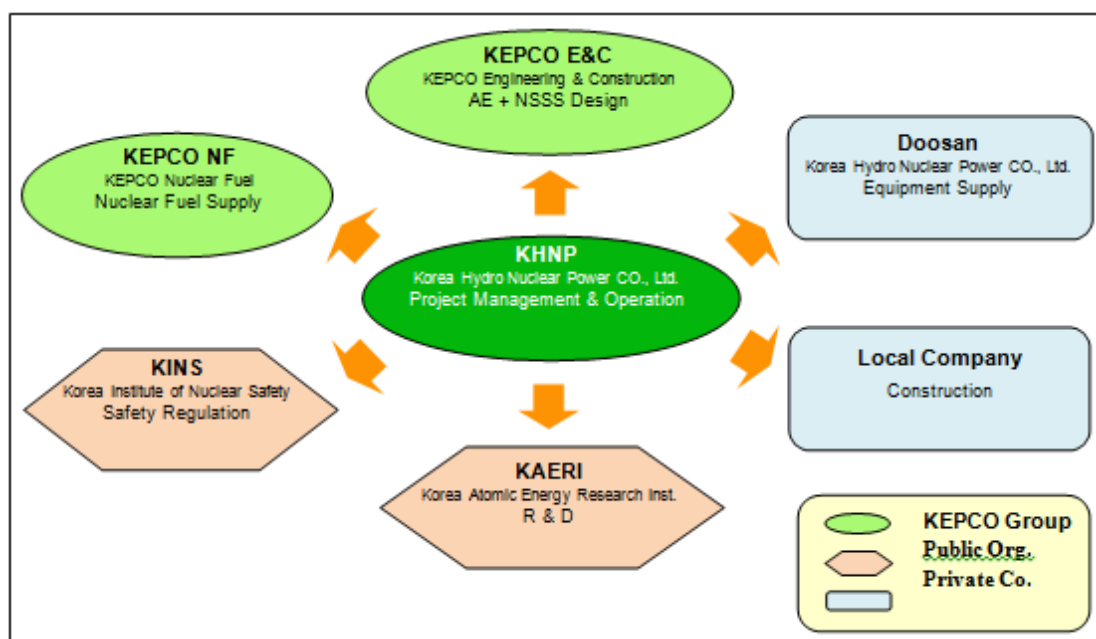 KEPCO E&C
KEPCO Engineering & Construction
AE + NSSS Design
KEPCO NF
KEPCO Nuclear Fuel
Nuclear Fuel Supply
Doosan
Korea Hydro Nuclear Power CO., Ltd.
Equipment Supply
KHNP
Korea Hydro Nuclear Power CO., Ltd.
Project Management & Operation
KINS
Korea Institute of Nuclear Safety
Safety Regulation
Local Company
Construction
KAERI
Korea Atomic Energy Research Inst.
R & D
KEPCO Group
Public Org.
Private Co.